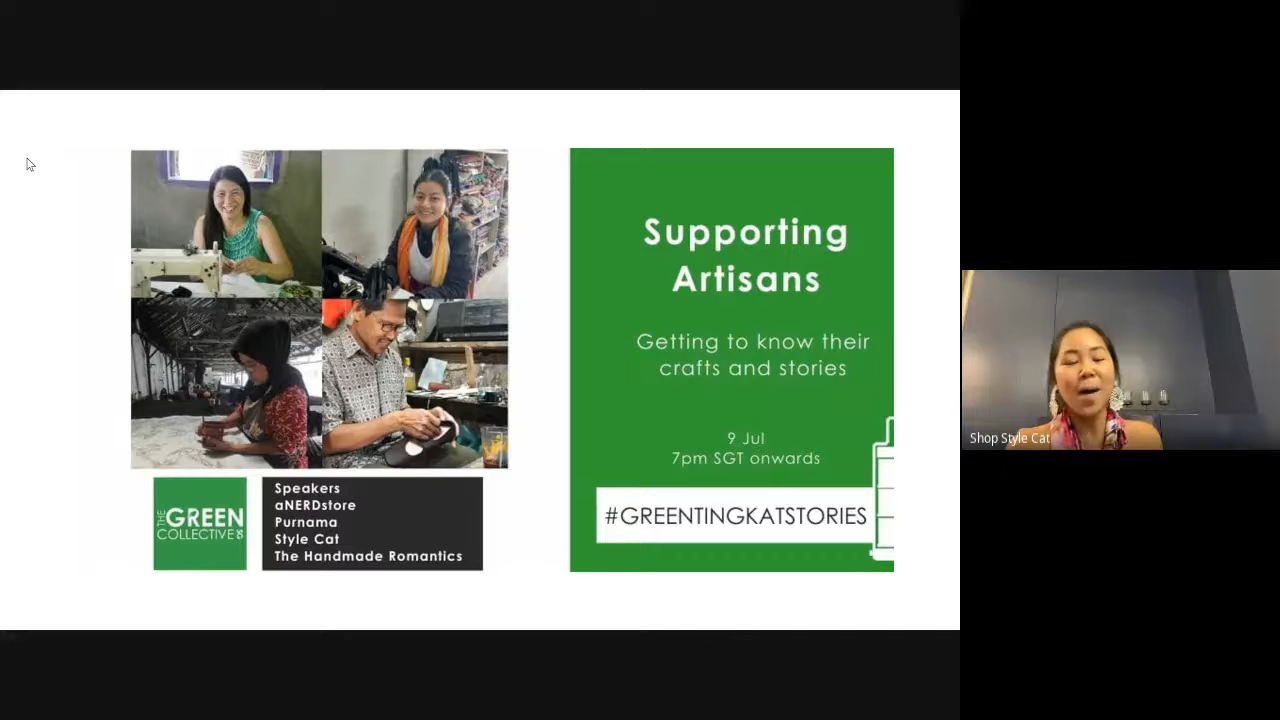 Supporting
Artisans
Getting to know their
crafts and stories
9 Jul
7pm SGT onwards
#GREENTINGKATSTORIES
THE
GREEN
COLLECTIVE SG
Speakers
aNERDstore
Purnama
Style Cat
The Handmade Romantics
Shop Style Cat